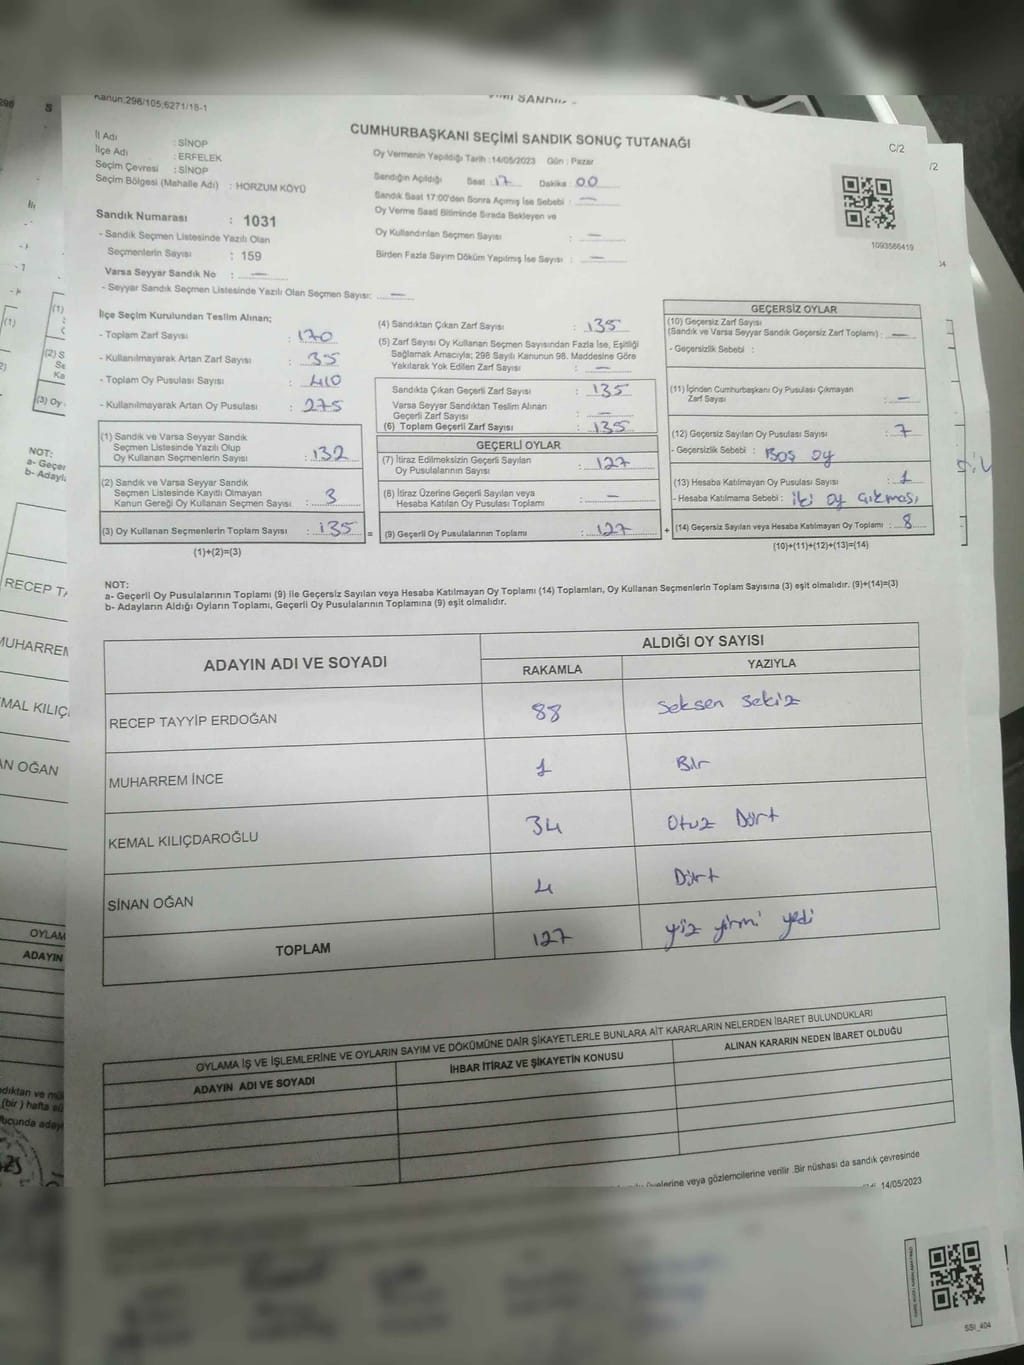 Kanun:298/105;6271/18-1
CUMHURBAŞKANI SEÇİMİ SANDIK SONUÇ TUTANAĞI
C/2
İl Adı : SİNOP
İlçe Adı : ERFELEK
Seçim Çevresi : SİNOP
Seçim Bölgesi (Mahalle Adı) : HORZUM KÖYÜ
Sandık Numarası : 1031
- Sandık Seçmen Listesinde Yazılı Olan
Seçmenlerin Sayısı : 159
Varsa Seyyar Sandık No : —
- Seyyar Sandık Seçmen Listesinde Yazılı Olan Seçmen Sayısı: —
Oy Vermenin Yapıldığı Tarih :14/05/2023 Gün : Pazar
Sandığın Açıldığı Saat : 17 Dakika : 00
Sandık Saat 17:00'den Sonra Açımış İse Sebebi : —
Oy Verme Saati Bitiminde Sırada Bekleyen ve
Oy Kullandırılan Seçmen Sayısı : —
Birden Fazla Sayım Döküm Yapılmış İse Sayısı : —
1093586419
İlçe Seçim Kurulundan Teslim Alınan;
- Toplam Zarf Sayısı : 170
- Kullanılmayarak Artan Zarf Sayısı : 35
- Toplam Oy Pusulası Sayısı : 410
- Kullanılmayarak Artan Oy Pusulası : 275
(1) Sandık ve Varsa Seyyar Sandık
Seçmen Listesinde Yazılı Olup
Oy Kullanan Seçmenlerin Sayısı : 132
(2) Sandık ve Varsa Seyyar Sandık
Seçmen Listesinde Kayıtlı Olmayan
Kanun Gereği Oy Kullanan Seçmen Sayısı : 3
(3) Oy Kullanan Seçmenlerin Toplam Sayısı : 135 =
(1)+(2)=(3)
(4) Sandıktan Çıkan Zarf Sayısı : 135
(5) Zarf Sayısı Oy Kullanan Seçmen Sayısından Fazla İse, Eşitliği
Sağlamak Amacıyla; 298 Sayılı Kanunun 98. Maddesine Göre
Yakılarak Yok Edilen Zarf Sayısı : —
Sandıkta Çıkan Geçerli Zarf Sayısı : 135
Varsa Seyyar Sandıktan Teslim Alınan
Geçerli Zarf Sayısı : —
(6) Toplam Geçerli Zarf Sayısı : 135
GEÇERLİ OYLAR
(7) İtiraz Edilmeksizin Geçerli Sayılan
Oy Pusulalarının Sayısı : 127
(8) İtiraz Üzerine Geçerli Sayılan veya
Hesaba Katılan Oy Pusulası Toplamı : —
(9) Geçerli Oy Pusulalarının Toplamı : 127 +
GEÇERSİZ OYLAR
(10) Geçersiz Zarf Sayısı
(Sandık ve Varsa Seyyar Sandık Geçersiz Zarf Toplamı) : —
- Geçersizlik Sebebi :
(11) İçinden Cumhurbaşkanı Oy Pusulası Çıkmayan
Zarf Sayısı : —
(12) Geçersiz Sayılan Oy Pusulası Sayısı : 7
- Geçersizlik Sebebi : Boş oy
(13) Hesaba Katılmayan Oy Pusulası Sayısı : 1
- Hesaba Katılmama Sebebi : iki oy çıkması
(14) Geçersiz Sayılan veya Hesaba Katılmayan Oy Toplamı : 8
(10)+(11)+(12)+(13)=(14)
NOT:
a- Geçerli Oy Pusulalarının Toplamı (9) ile Geçersiz Sayılan veya Hesaba Katılmayan Oy Toplamı (14) Toplamları, Oy Kullanan Seçmenlerin Toplam Sayısına (3) eşit olmalıdır. (9)+(14)=(3)
b- Adayların Aldığı Oyların Toplamı, Geçerli Oy Pusulalarının Toplamına (9) eşit olmalıdır.
ADAYIN ADI VE SOYADI ALDIĞI OY SAYISI
RAKAMLA YAZIYLA
RECEP TAYYİP ERDOĞAN 88 Seksen Sekiz
MUHARREM İNCE 1 Bir
KEMAL KILIÇDAROĞLU 34 Otuz Dört
SİNAN OĞAN 4 Dört
TOPLAM 127 yüz yirmi yedi
OYLAMA İŞ VE İŞLEMLERİNE VE OYLARIN SAYIM VE DÖKÜMÜNE DAİR ŞİKAYETLERLE BUNLARA AİT KARARLARIN NELERDEN İBARET BULUNDUKLARI
ADAYIN ADI VE SOYADI İHBAR İTİRAZ VE ŞİKAYETİN KONUSU ALINAN KARARIN NEDEN İBARET OLDUĞU
üyelerine veya gözlemcilerine verilir .Bir nüshası da sandık çevresinde
14/05/2023
SSI_404